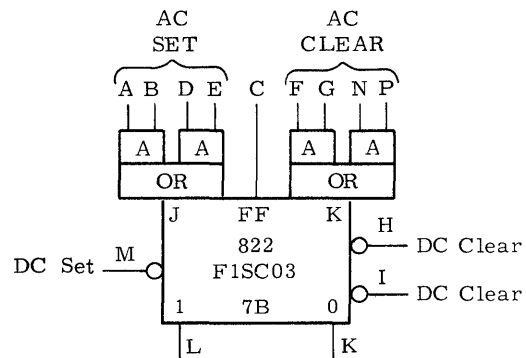 AC SET
AC CLEAR
A B D E C F G N P
A A A A
OR OR
J FF K
H
822
M
DC Set
DC Clear
F1SC03
I
DC Clear
1 7B 0
L K